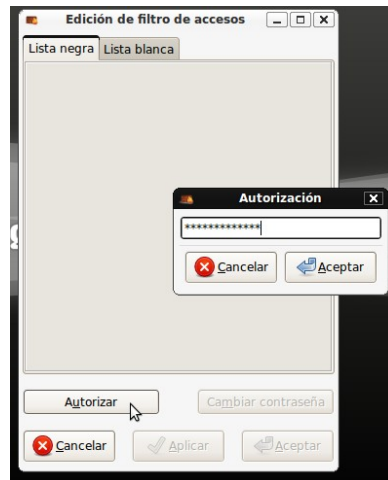 Edición de filtro de accesos
Lista negra Lista blanca
Autorización
*************
Cancelar Aceptar
Autorizar Cambiar contraseña
Cancelar Aplicar Aceptar